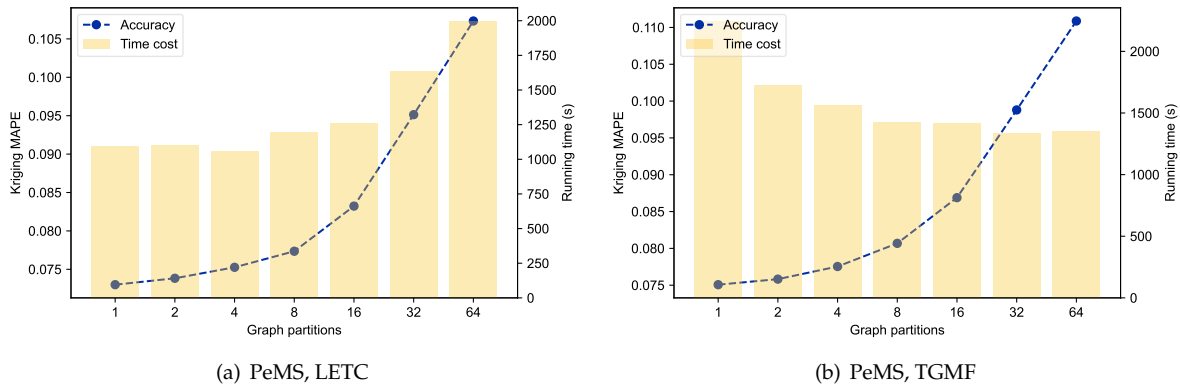 Accuracy
Time cost
0.105
0.100
0.095
0.090
0.085
0.080
0.075
Kriging MAPE
2000
1750
1500
1250
1000
750
500
250
0
Running time (s)
1 2 4 8 16 32 64
Graph partitions
(a) PeMS, LETC
Accuracy
Time cost
0.110
0.105
0.100
0.095
0.090
0.085
0.080
0.075
Kriging MAPE
2000
1500
1000
500
0
Running time (s)
1 2 4 8 16 32 64
Graph partitions
(b) PeMS, TGMF